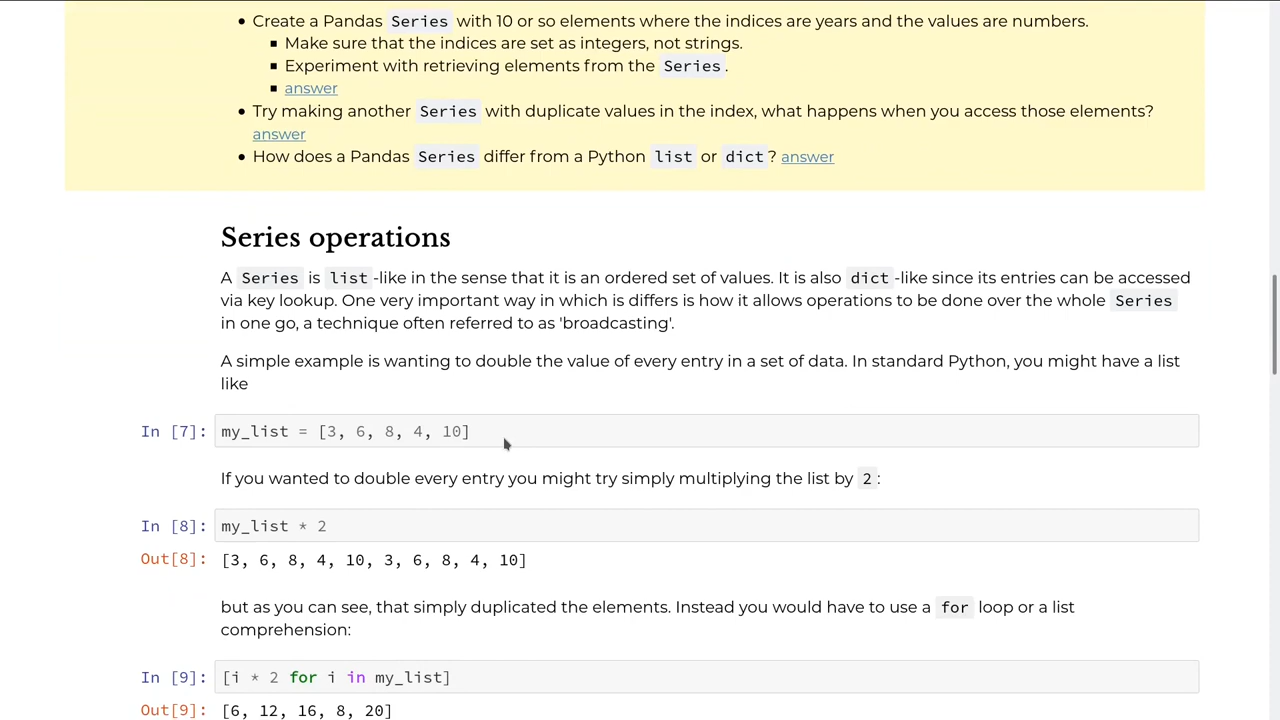 Create a Pandas Series with 10 or so elements where the indices are years and the values are numbers.
Make sure that the indices are set as integers, not strings.
Experiment with retrieving elements from the Series.
answer
Try making another Series with duplicate values in the index, what happens when you access those elements?
answer
How does a Pandas Series differ from a Python list or dict? answer
Series operations
A Series is list-like in the sense that it is an ordered set of values. It is also dict-like since its entries can be accessed
via key lookup. One very important way in which is differs is how it allows operations to be done over the whole Series
in one go, a technique often referred to as 'broadcasting'.
A simple example is wanting to double the value of every entry in a set of data. In standard Python, you might have a list
like
In [7]: my_list = [3, 6, 8, 4, 10]
If you wanted to double every entry you might try simply multiplying the list by 2:
In [8]: my_list * 2
Out[8]: [3, 6, 8, 4, 10, 3, 6, 8, 4, 10]
but as you can see, that simply duplicated the elements. Instead you would have to use a for loop or a list
comprehension:
In [9]: [i * 2 for i in my_list]
Out[9]: [6, 12, 16, 8, 20]